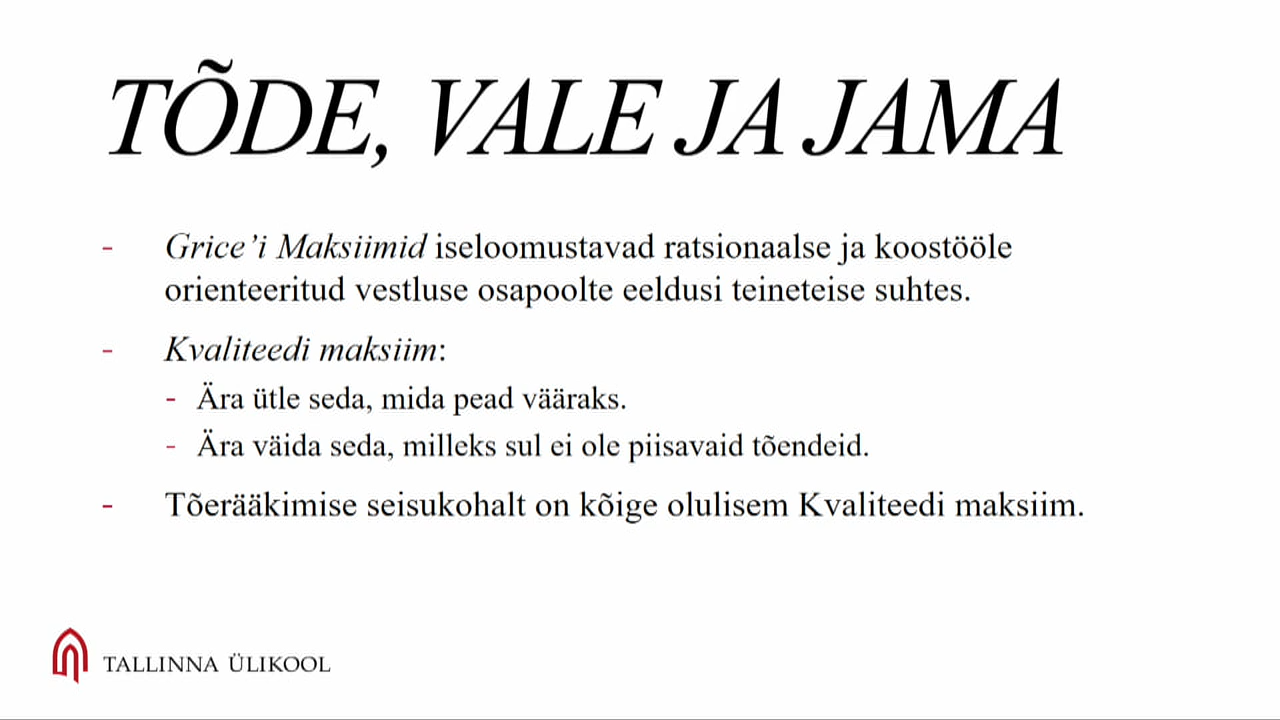 TÕDE, VALE JA JAMA
- Grice’i Maksiimid iseloomustavad ratsionaalse ja koostööle
orienteeritud vestluse osapoolte eeldusi teineteise suhtes.
- Kvaliteedi maksiim:
- Ära ütle seda, mida pead vääraks.
- Ära väida seda, milleks sul ei ole piisavaid tõendeid.
- Tõerääkimise seisukohalt on kõige olulisem Kvaliteedi maksiim.
TALLINNA ÜLIKOOL